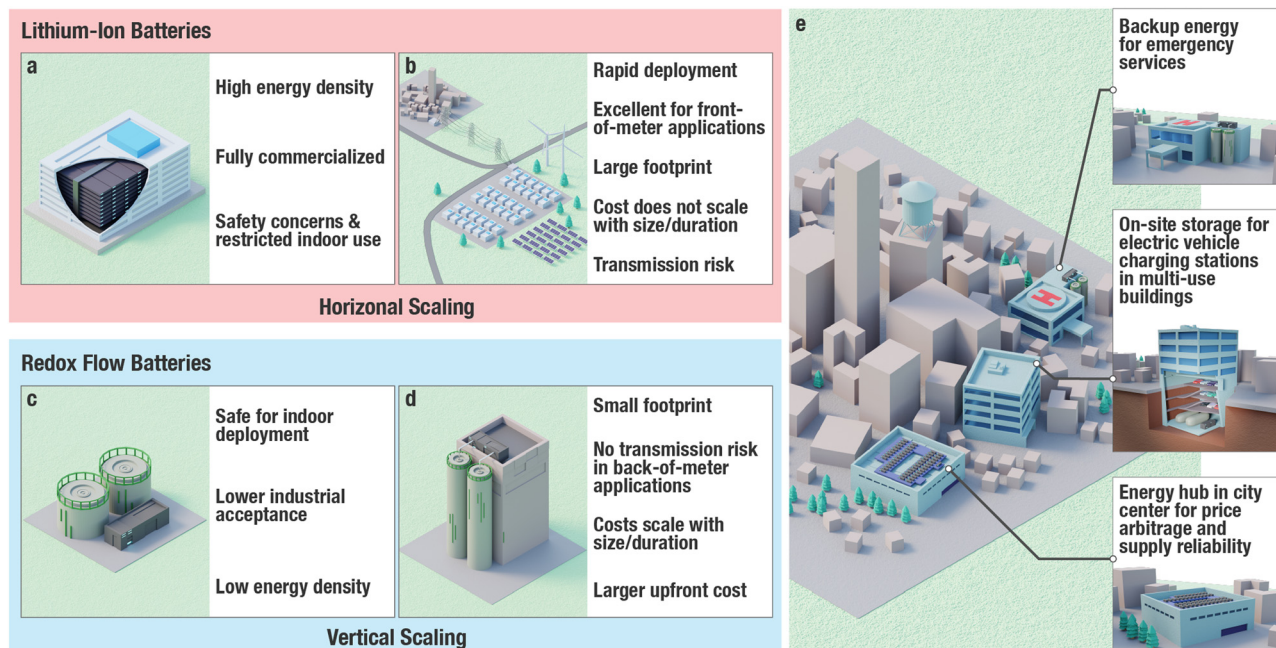 Lithium-Ion Batteries
a
High energy density
Fully commercialized
Safety concerns &
restricted indoor use
b
Rapid deployment
Excellent for front-
of-meter applications
Large footprint
Cost does not scale
with size/duration
Transmission risk
Horizonal Scaling
Redox Flow Batteries
c
Safe for indoor
deployment
Lower industrial
acceptance
Low energy density
d
Small footprint
No transmission risk
in back-of-meter
applications
Costs scale with
size/duration
Larger upfront cost
Vertical Scaling
e
H
Backup energy
for emergency
services
H
On-site storage for
electric vehicle
charging stations
in multi-use
buildings
Energy hub in city
center for price
arbitrage and
supply reliability